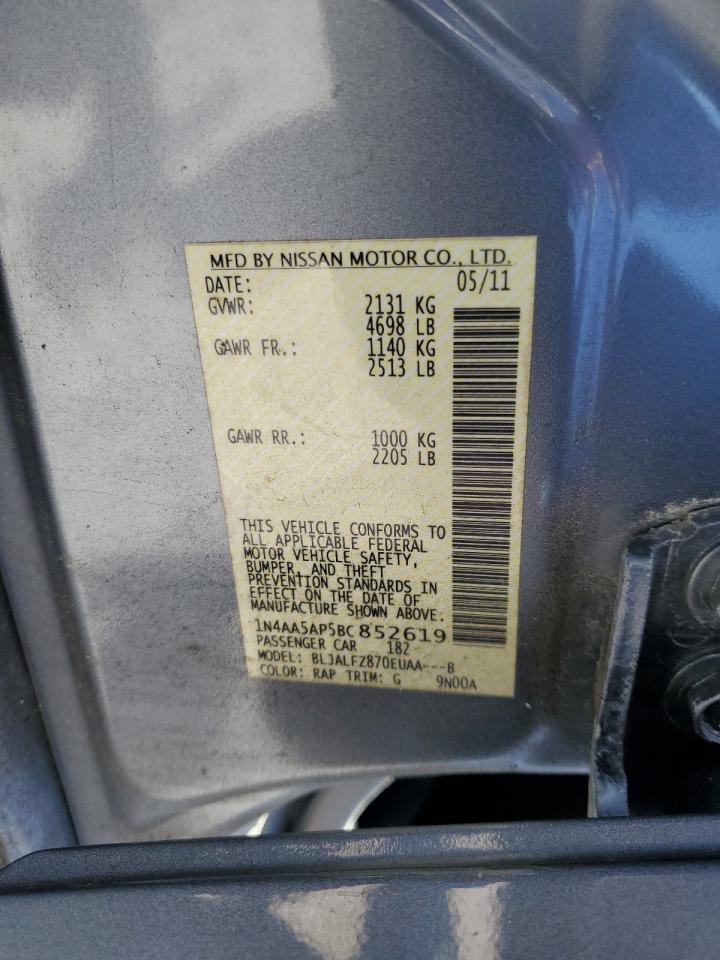 MFD BY NISSAN MOTOR CO., LTD.
DATE: 05/11
GVWR: 2131 KG
4698 LB
GAWR FR.: 1140 KG
2513 LB
GAWR RR.: 1000 KG
2205 LB
THIS VEHICLE CONFORMS TO
ALL APPLICABLE FEDERAL
MOTOR VEHICLE SAFETY,
BUMPER, AND THEFT
PREVENTION STANDARDS IN
EFFECT ON THE DATE OF
MANUFACTURE SHOWN ABOVE.
1N4AA5AP5BC852619
PASSENGER CAR 182
MODEL: BLJALFZ870EUAA---B
COLOR: RAP TRIM: G 9N00A